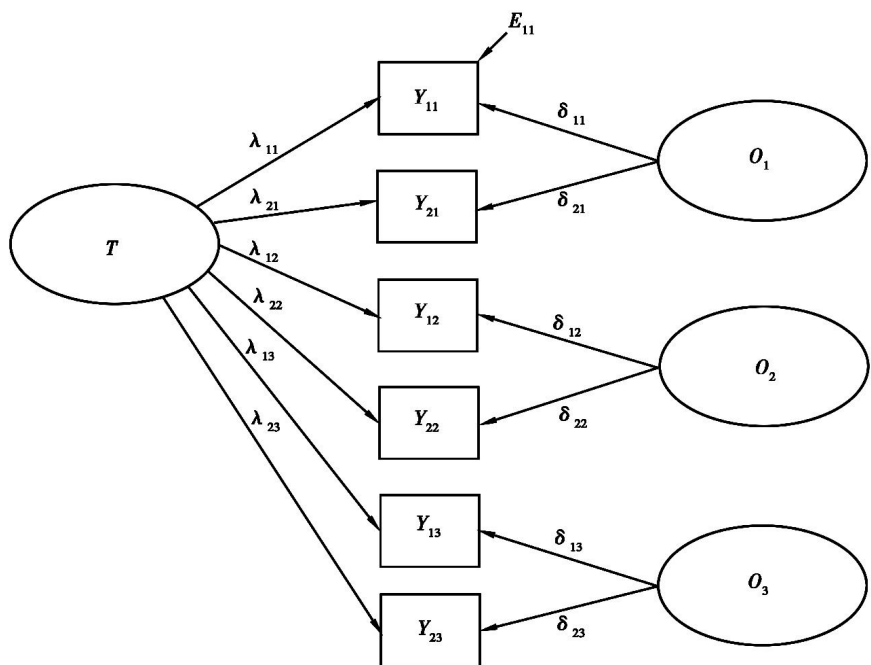 E₁₁
Y₁₁
δ₁₁
λ₁₁
O₁
λ₂₁
Y₂₁
δ₂₁
T
λ₁₂
λ₂₂
Y₁₂
δ₁₂
λ₁₃
O₂
λ₂₃
Y₂₂
δ₂₂
Y₁₃
δ₁₃
O₃
Y₂₃
δ₂₃